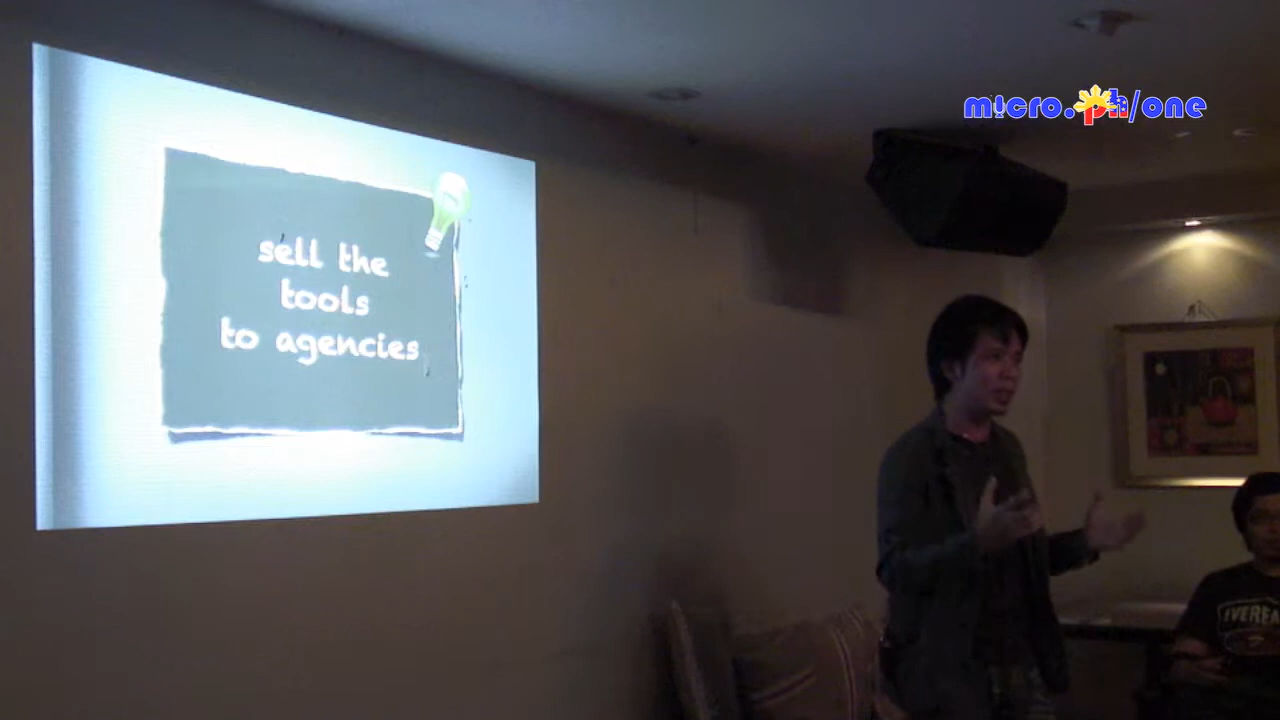 micro.ph/one
sell the
tools
to agencies